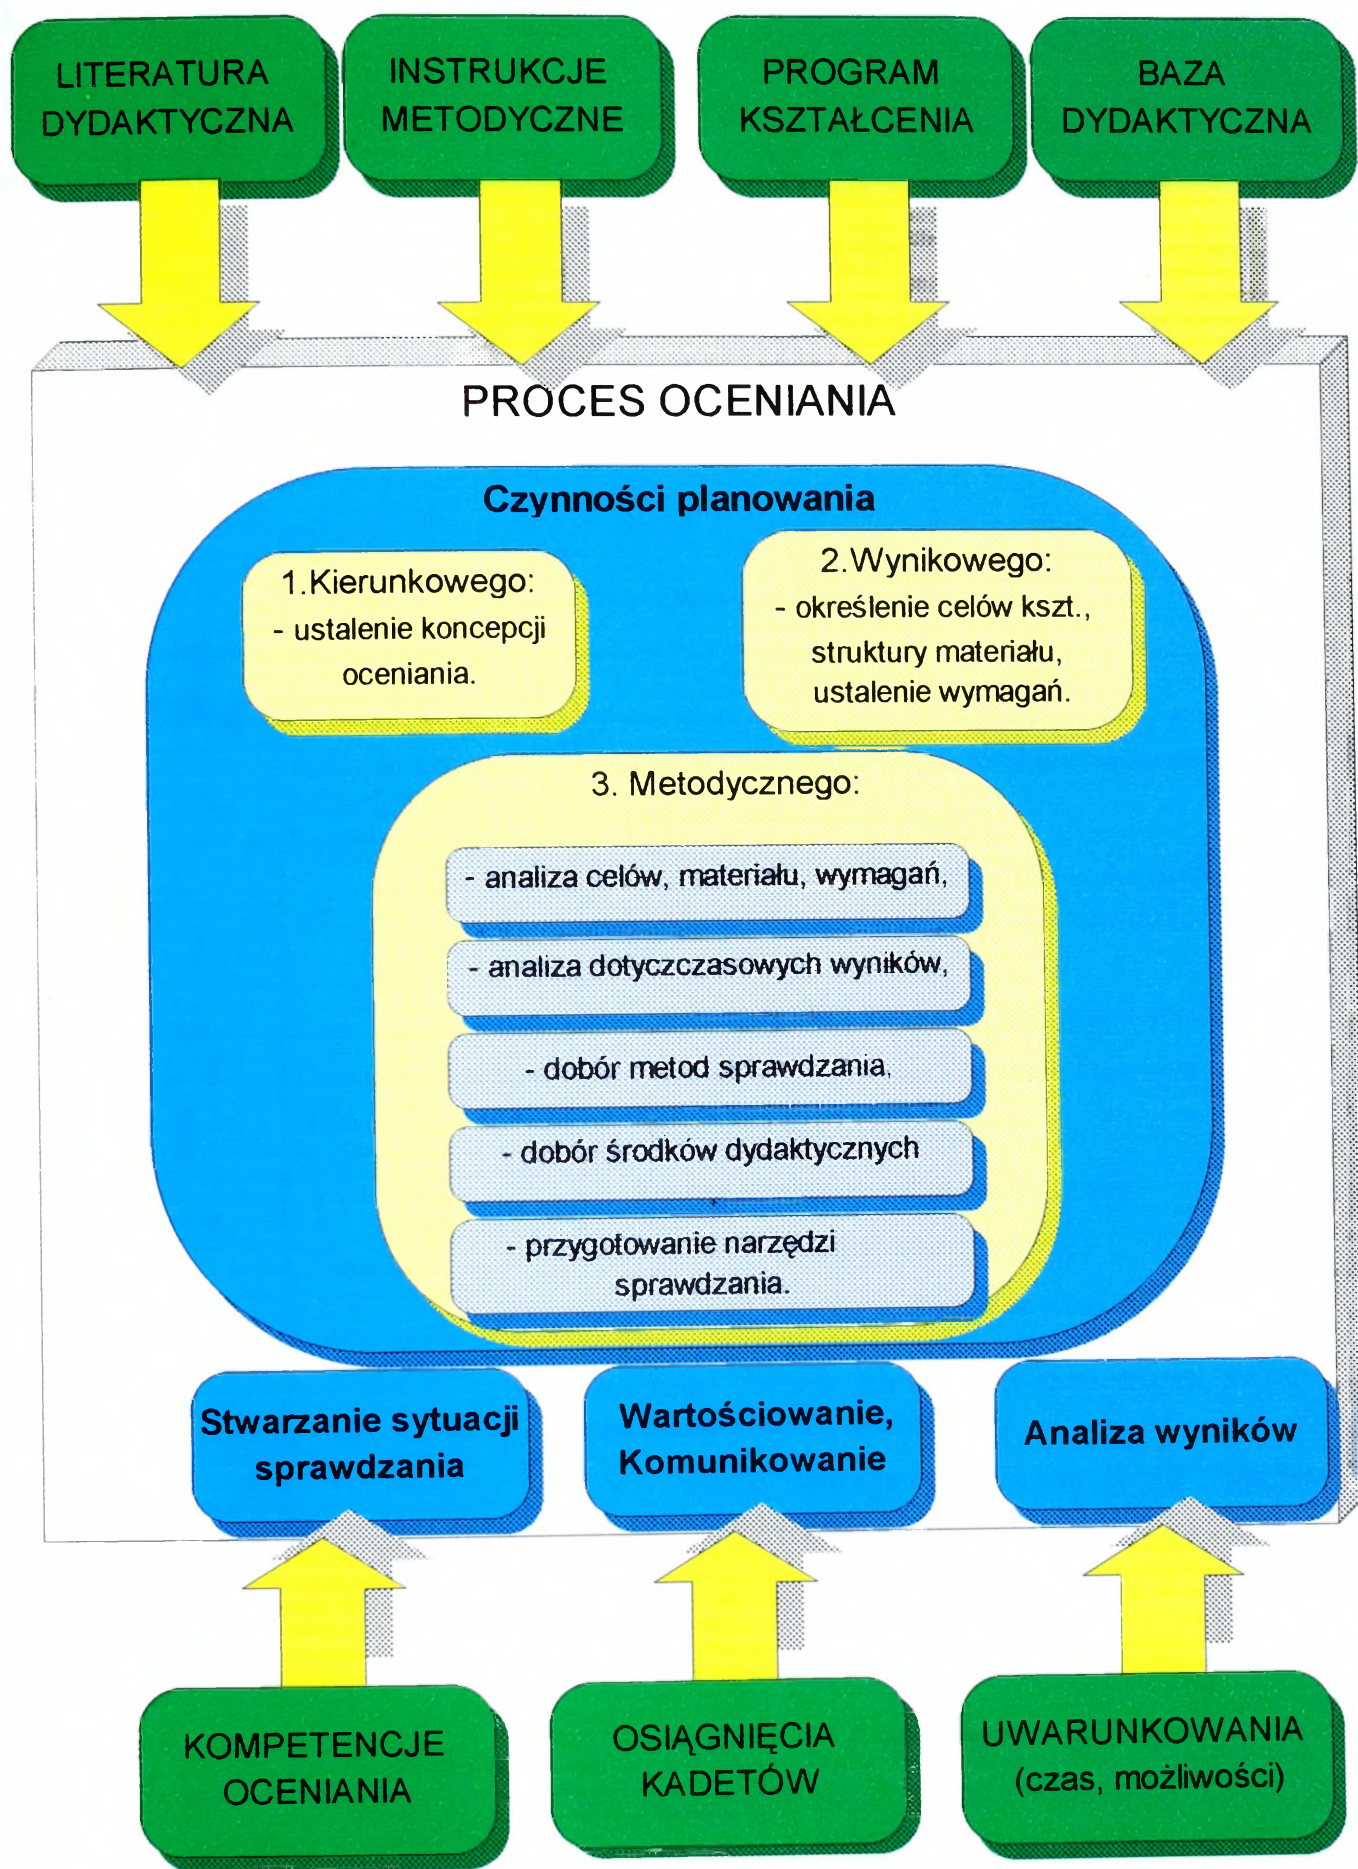 LITERATURA
DYDAKTYCZNA
INSTRUKCJE
METODYCZNE
PROGRAM
KSZTAŁCENIA
BAZA
DYDAKTYCZNA
PROCES OCENIANIA
Czynności planowania
1.Kierunkowego:
- ustalenie koncepcji
oceniania.
2.Wynikowego:
- określenie celów kszt.,
struktury materiału,
ustalenie wymagań.
3. Metodycznego:
- analiza celów, materiału, wymagań,
- analiza dotyczczasowych wyników,
- dobór metod sprawdzania,
- dobór środków dydaktycznych
- przygotowanie narzędzi
sprawdzania.
Stwarzanie sytuacji
sprawdzania
Wartościowanie,
Komunikowanie
Analiza wyników
KOMPETENCJE
OCENIANIA
OSIĄGNIĘCIA
KADETÓW
UWARUNKOWANIA
(czas, możliwości)